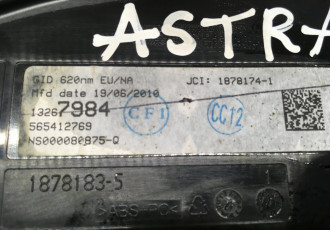 ASTRA
GID 620nm EU/NA JCI: 1878174-1
Mfd date 19/06/2010
13267984 CFI CC12
565412769
NS000080875-Q
1878183-5